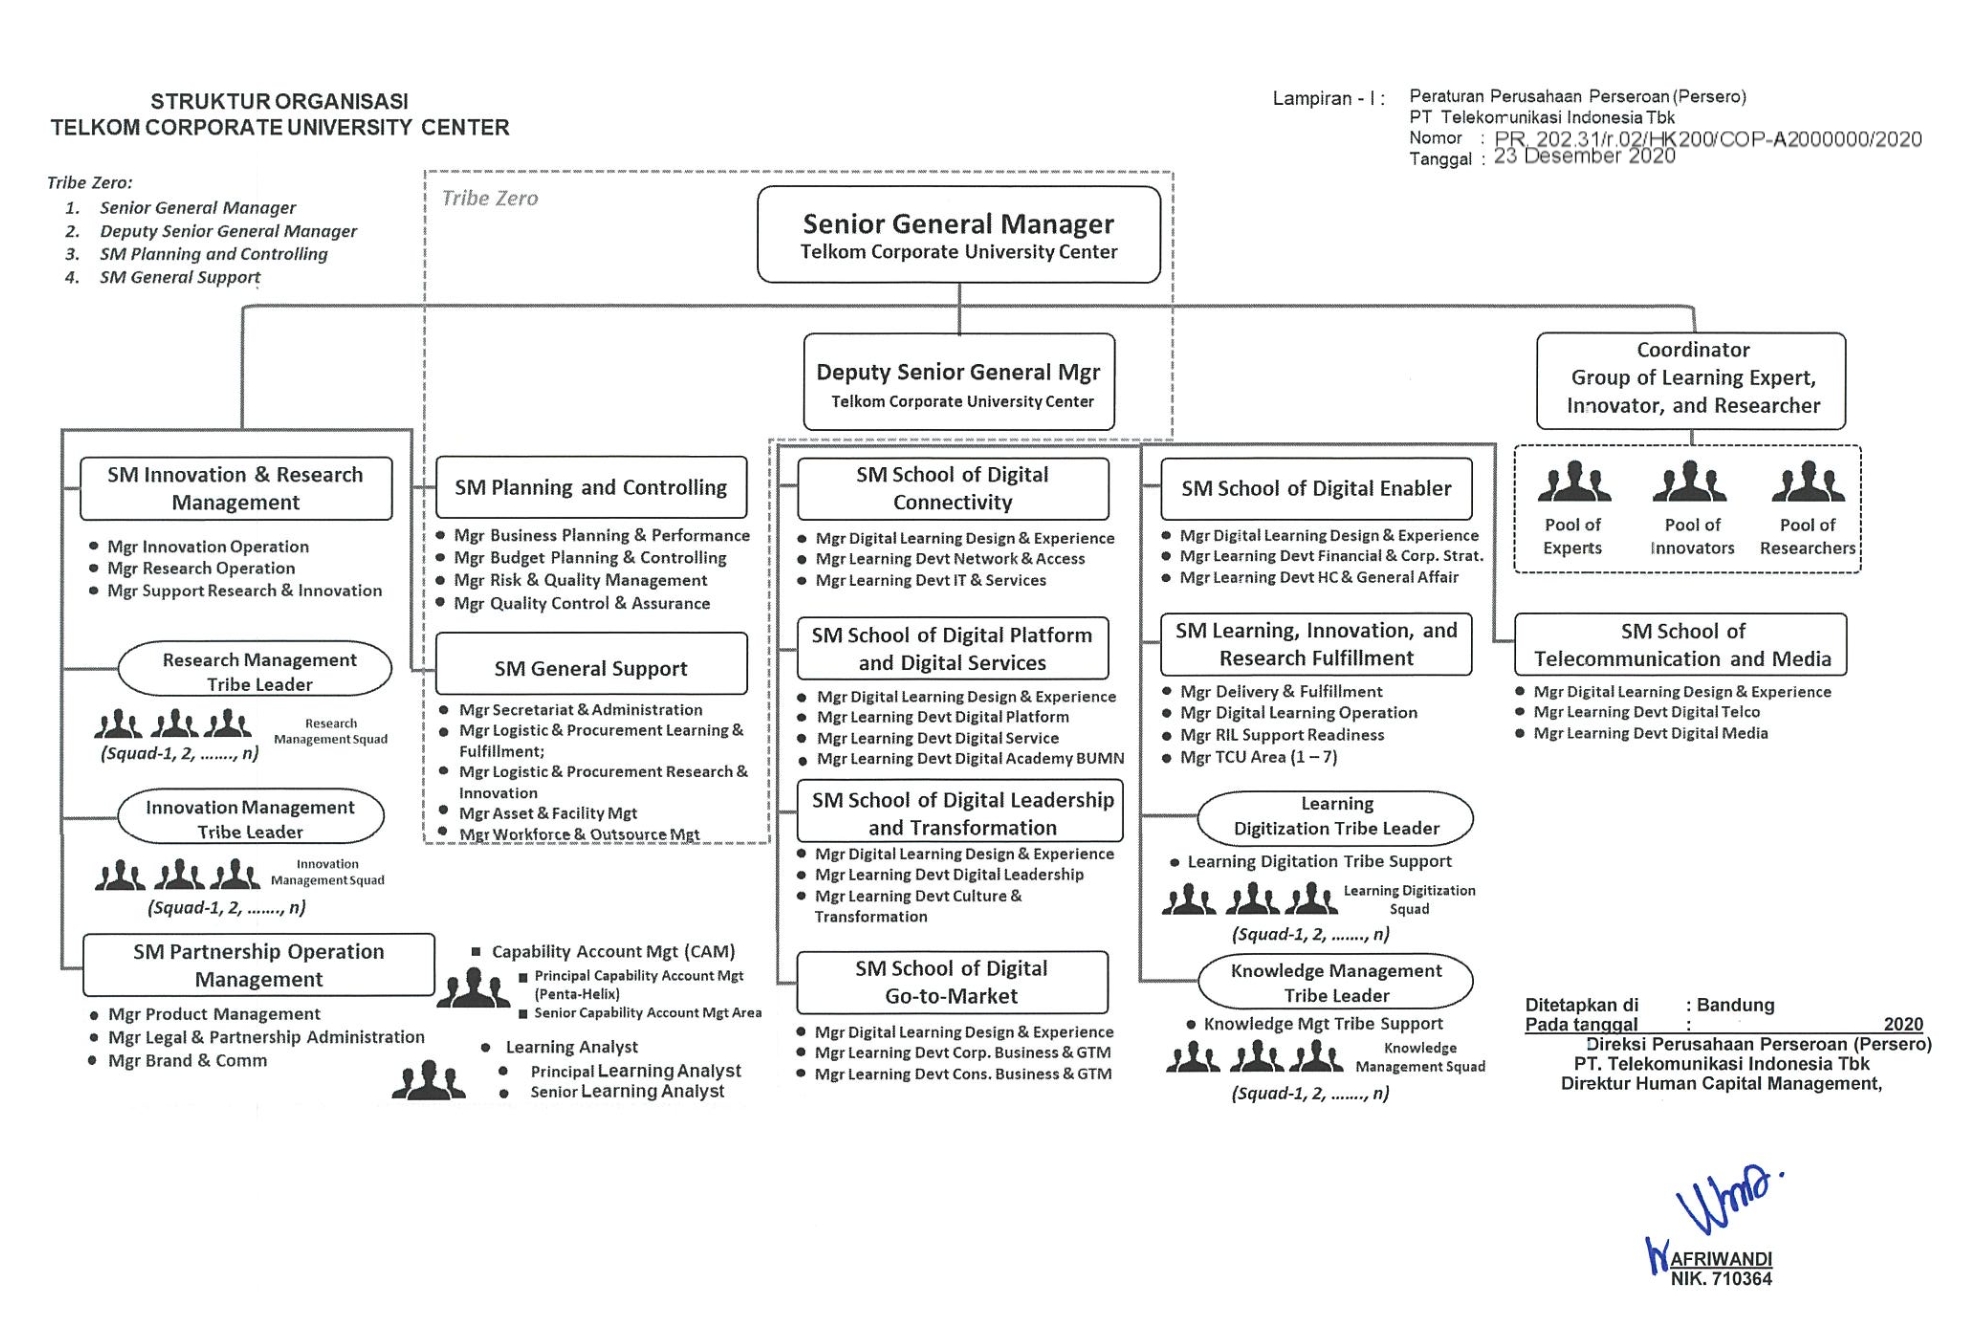 STRUKTUR ORGANISASI
TELKOM CORPORATE UNIVERSITY CENTER
Lampiran - I :
Peraturan Perusahaan Perseroan (Persero)
PT Telekomunikasi Indonesia Tbk
Nomor : PR. 202.31/r.02/HK200/COP-A2000000/2020
Tanggal : 23 Desember 2020
Tribe Zero:
1. Senior General Manager
2. Deputy Senior General Manager
3. SM Planning and Controlling
4. SM General Support
Tribe Zero
Senior General Manager
Telkom Corporate University Center
Deputy Senior General Mgr
Telkom Corporate University Center
Coordinator
Group of Learning Expert,
Innovator, and Researcher
Pool of
Experts
Pool of
Innovators
Pool of
Researchers
SM Innovation & Research
Management
• Mgr Innovation Operation
• Mgr Research Operation
• Mgr Support Research & Innovation
Research Management
Tribe Leader
Research
Management Squad
(Squad-1, 2, ......., n)
Innovation Management
Tribe Leader
Innovation
Management Squad
(Squad-1, 2, ......., n)
SM Partnership Operation
Management
• Mgr Product Management
• Mgr Legal & Partnership Administration
• Mgr Brand & Comm
SM Planning and Controlling
• Mgr Business Planning & Performance
• Mgr Budget Planning & Controlling
• Mgr Risk & Quality Management
• Mgr Quality Control & Assurance
SM General Support
• Mgr Secretariat & Administration
• Mgr Logistic & Procurement Learning &
Fulfillment;
• Mgr Logistic & Procurement Research &
Innovation
• Mgr Asset & Facility Mgt
• Mgr Workforce & Outsource Mgt
■ Capability Account Mgt (CAM)
■ Principal Capability Account Mgt
(Penta-Helix)
■ Senior Capability Account Mgt Area
• Learning Analyst
• Principal Learning Analyst
• Senior Learning Analyst
SM School of Digital
Connectivity
• Mgr Digital Learning Design & Experience
• Mgr Learning Devt Network & Access
• Mgr Learning Devt IT & Services
SM School of Digital Platform
and Digital Services
• Mgr Digital Learning Design & Experience
• Mgr Learning Devt Digital Platform
• Mgr Learning Devt Digital Service
• Mgr Learning Devt Digital Academy BUMN
SM School of Digital Leadership
and Transformation
• Mgr Digital Learning Design & Experience
• Mgr Learning Devt Digital Leadership
• Mgr Learning Devt Culture &
Transformation
SM School of Digital
Go-to-Market
• Mgr Digital Learning Design & Experience
• Mgr Learning Devt Corp. Business & GTM
• Mgr Learning Devt Cons. Business & GTM
SM School of Digital Enabler
• Mgr Digital Learning Design & Experience
• Mgr Learning Devt Financial & Corp. Strat.
• Mgr Learning Devt HC & General Affair
SM Learning, Innovation, and
Research Fulfillment
• Mgr Delivery & Fulfillment
• Mgr Digital Learning Operation
• Mgr RIL Support Readiness
• Mgr TCU Area (1 – 7)
Learning
Digitization Tribe Leader
• Learning Digitation Tribe Support
Learning Digitization
Squad
(Squad-1, 2, ......., n)
Knowledge Management
Tribe Leader
• Knowledge Mgt Tribe Support
Knowledge
Management Squad
(Squad-1, 2, ......., n)
SM School of
Telecommunication and Media
• Mgr Digital Learning Design & Experience
• Mgr Learning Devt Digital Telco
• Mgr Learning Devt Digital Media
Ditetapkan di : Bandung
Pada tanggal : 2020
Direksi Perusahaan Perseroan (Persero)
PT. Telekomunikasi Indonesia Tbk
Direktur Human Capital Management,
AFRIWANDI
NIK. 710364